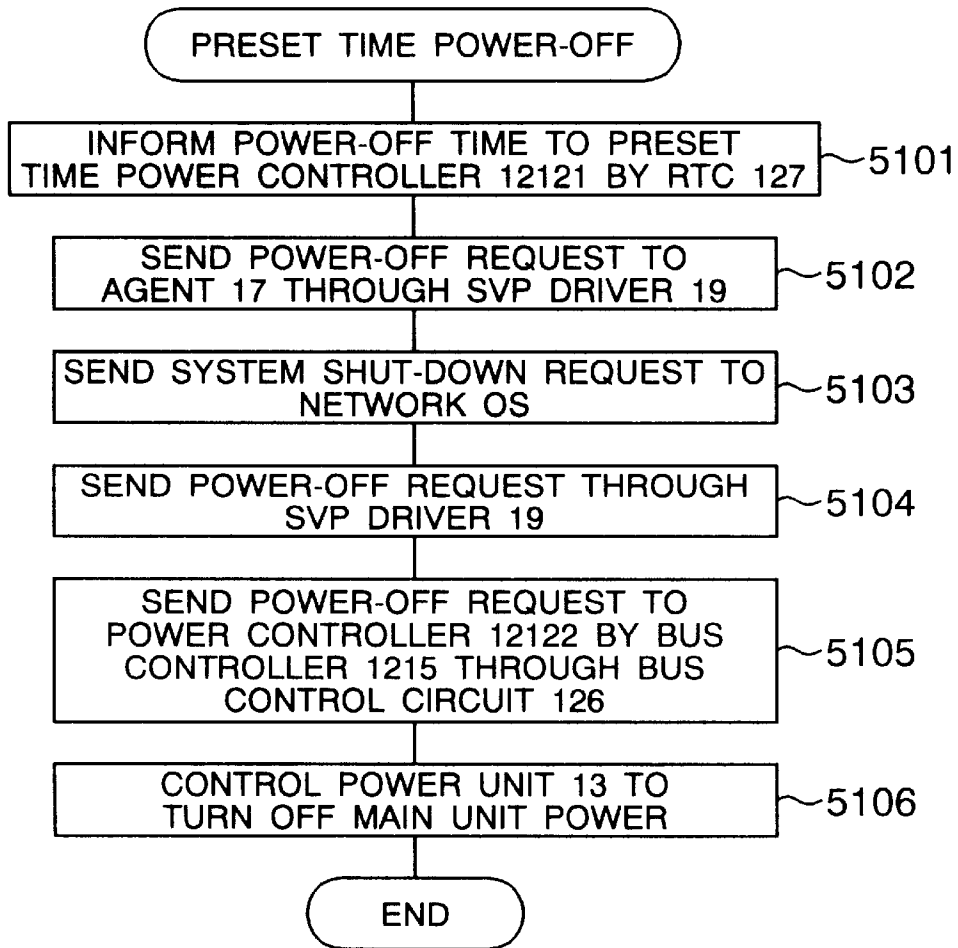 PRESET TIME POWER-OFF
INFORM POWER-OFF TIME TO PRESET
TIME POWER CONTROLLER 12121 BY RTC 127
5101
SEND POWER-OFF REQUEST TO
AGENT 17 THROUGH SVP DRIVER 19
5102
SEND SYSTEM SHUT-DOWN REQUEST TO
NETWORK OS
5103
SEND POWER-OFF REQUEST THROUGH
SVP DRIVER 19
5104
SEND POWER-OFF REQUEST TO
POWER CONTROLLER 12122 BY BUS
CONTROLLER 1215 THROUGH BUS
CONTROL CIRCUIT 126
5105
CONTROL POWER UNIT 13 TO
TURN OFF MAIN UNIT POWER
5106
END